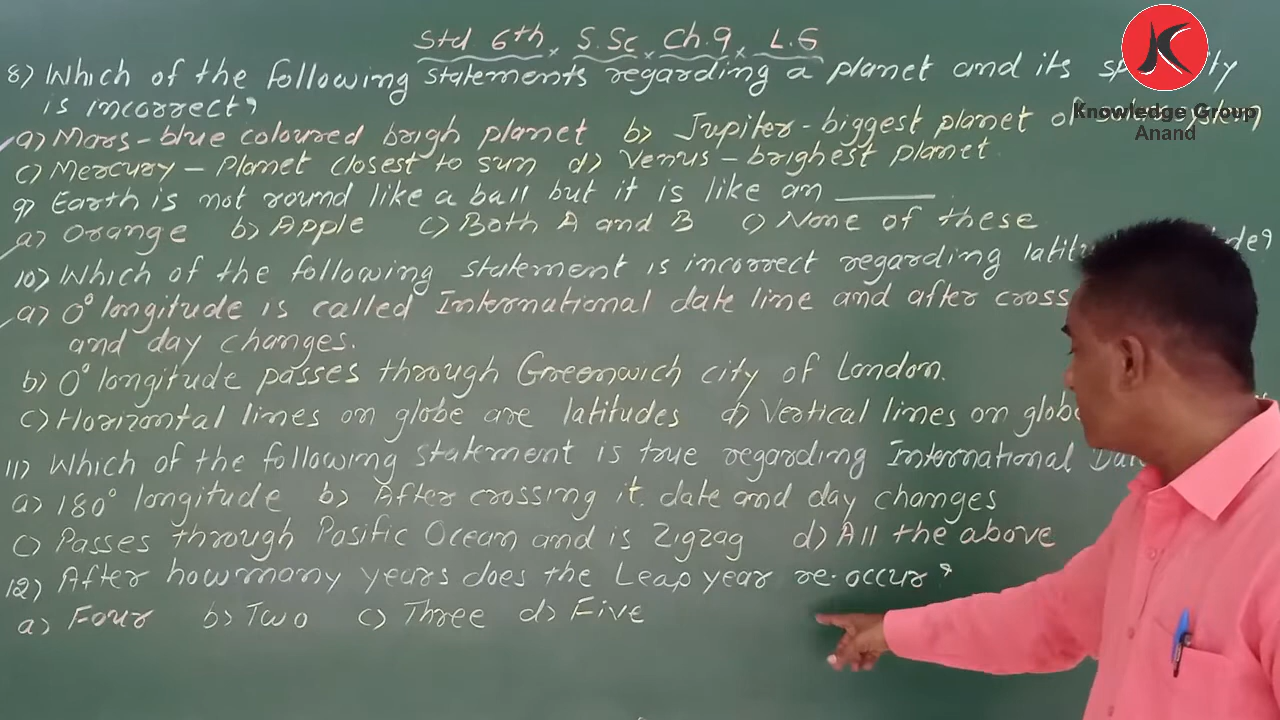 Std 6th, S.Sc, Ch.9, L.6
8) Which of the following statements regarding a planet and its
is incorrect?
a) Mars - blue coloured brigh planet b) Jupiter - biggest planet of
c) Mercury - Planet closest to sun d) Venus - brighest planet.
9) Earth is not round like a ball but it is like an ______
a) Orange b) Apple c) Both A and B c) None of these
10) Which of the following statement is incorrect regarding
a) 0° longitude is called International date line and after cross
and day changes.
b) 0° longitude passes through Greenwich city of London.
c) Horizontal lines on globe are latitudes d) Vertical lines on globe
11) Which of the following statement is true regarding International
a) 180° longitude b) After crossing it. date and day changes
c) Passes through Pasific Ocean and is Zigzag d) All the above
12) After howmany years does the Leap year re-occur?
a) Four b) Two c) Three d) Five
K
Knowledge Group
Anand